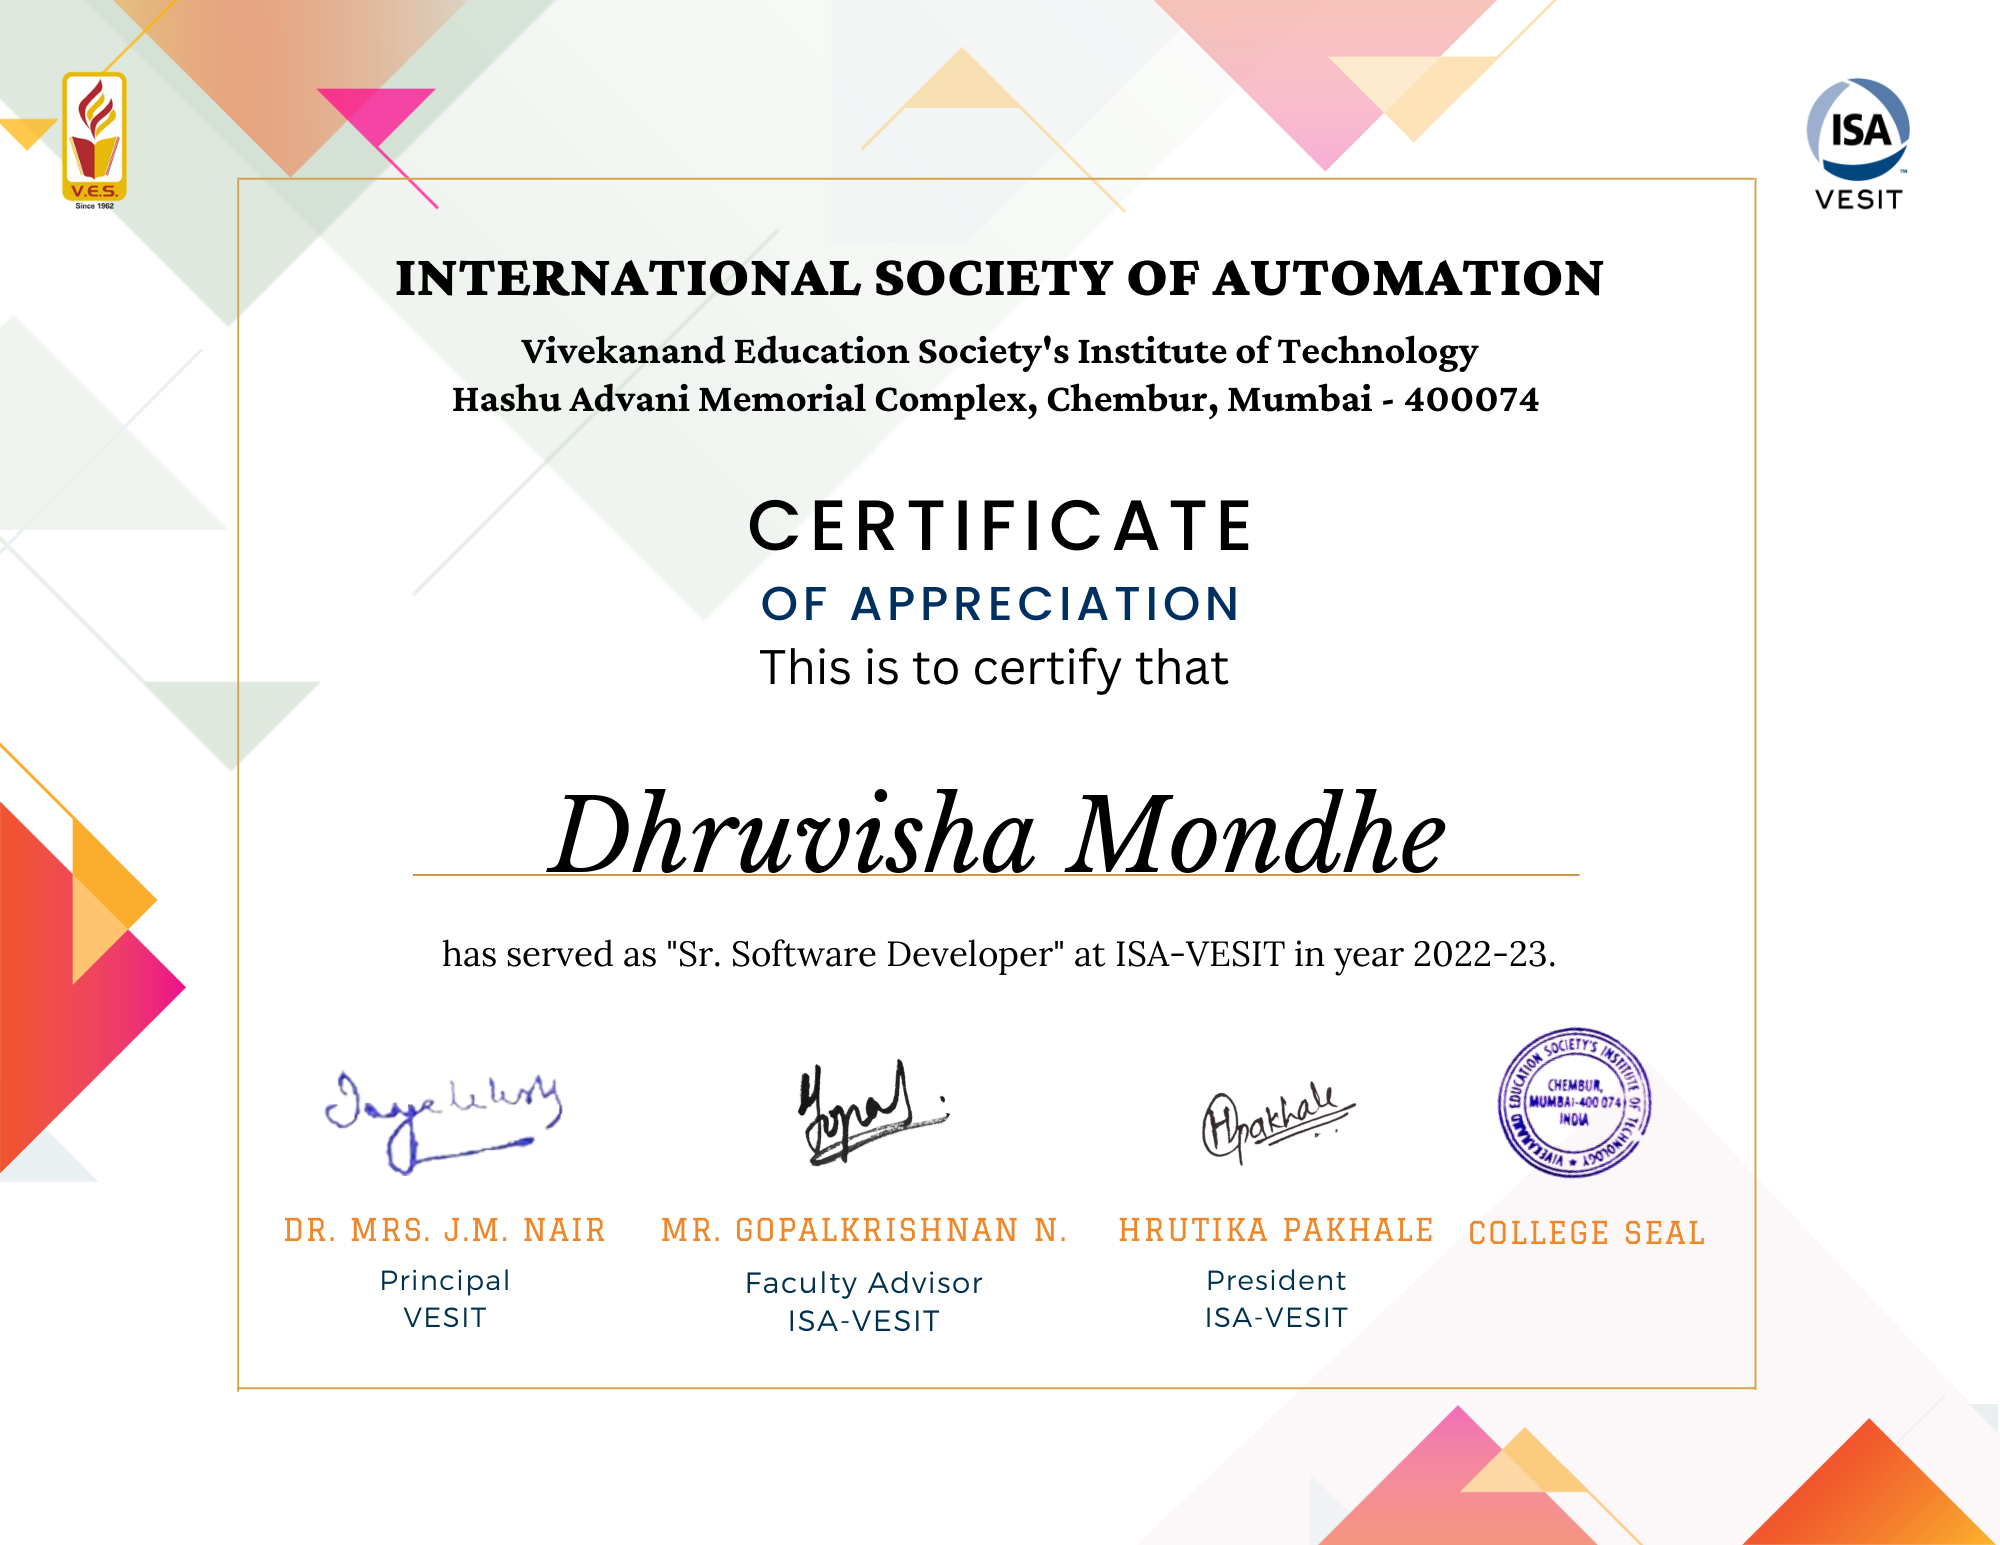 V.E.S.
Since 1962
ISA
TM
VESIT
INTERNATIONAL SOCIETY OF AUTOMATION
Vivekanand Education Society's Institute of Technology
Hashu Advani Memorial Complex, Chembur, Mumbai - 400074
CERTIFICATE
OF APPRECIATION
This is to certify that
Dhruvisha Mondhe
has served as "Sr. Software Developer" at ISA-VESIT in year 2022-23.
Hpakhale
VIVEKANAND EDUCATION SOCIETY'S INSTITUTE OF TECHNOLOGY ★
CHEMBUR,
MUMBAI-400 074
INDIA
DR. MRS. J.M. NAIR
MR. GOPALKRISHNAN N.
HRUTIKA PAKHALE
COLLEGE SEAL
Principal
VESIT
Faculty Advisor
ISA-VESIT
President
ISA-VESIT